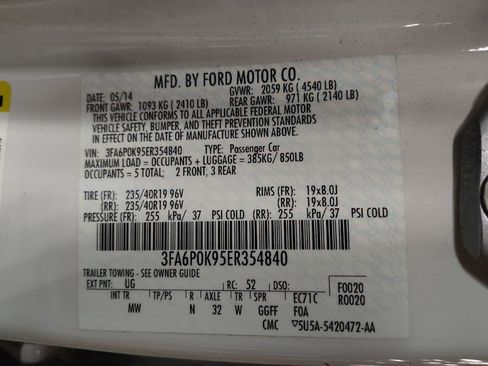 MFD. BY FORD MOTOR CO.
DATE: 05/14 GVWR: 2059 KG ( 4540 LB)
FRONT GAWR: 1093 KG ( 2410 LB) REAR GAWR: 971 KG ( 2140 LB)
THIS VEHICLE CONFORMS TO ALL APPLICABLE FEDERAL MOTOR
VEHICLE SAFETY, BUMPER, AND THEFT PREVENTION STANDARDS
IN EFFECT ON THE DATE OF MANUFACTURE SHOWN ABOVE.
VIN: 3FA6P0K95ER354840 TYPE: Passenger Car
MAXIMUM LOAD = OCCUPANTS + LUGGAGE = 385KG/ 850LB
OCCUPANTS = 5 TOTAL; 2 FRONT, 3 REAR
TIRE (FR): 235/40R19 96V RIMS (FR): 19x8.0J
(RR): 235/40R19 96V (RR): 19x8.0J
PRESSURE (FR): 255 kPa/ 37 PSI COLD (RR): 255 kPa/ 37 PSI COLD
3FA6P0K95ER354840
TRAILER TOWING - SEE OWNER GUIDE
EXT PNT: UG RC: 52 DSO: F0020
INT TR TP/PS R AXLE TR SPR EC71C R0020
MW N 32 W GGFF F0A
CMC ▽5U5A-5420472-AA